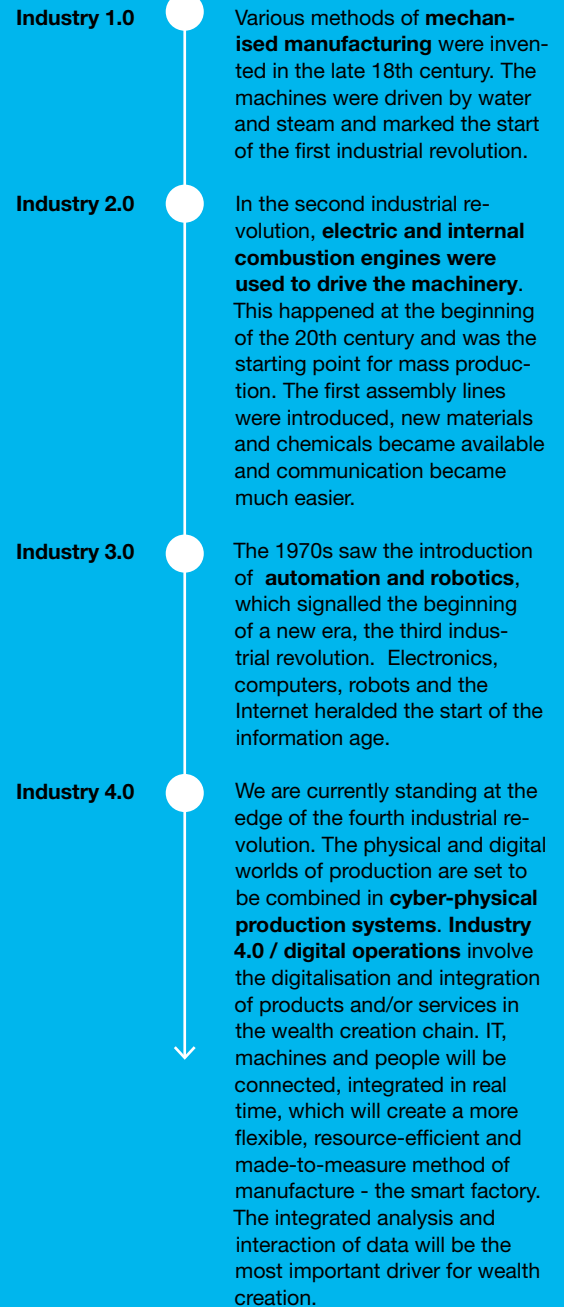 Industry 1.0
Various methods of mechan-
ised manufacturing were inven-
ted in the late 18th century. The
machines were driven by water
and steam and marked the start
of the first industrial revolution.
Industry 2.0
In the second industrial re-
volution, electric and internal
combustion engines were
used to drive the machinery.
This happened at the beginning
of the 20th century and was the
starting point for mass produc-
tion. The first assembly lines
were introduced, new materials
and chemicals became available
and communication became
much easier.
Industry 3.0
The 1970s saw the introduction
of automation and robotics,
which signalled the beginning
of a new era, the third indus-
trial revolution. Electronics,
computers, robots and the
Internet heralded the start of the
information age.
Industry 4.0
We are currently standing at the
edge of the fourth industrial re-
volution. The physical and digital
worlds of production are set to
be combined in cyber-physical
production systems. Industry
4.0 / digital operations involve
the digitalisation and integration
of products and/or services in
the wealth creation chain. IT,
machines and people will be
connected, integrated in real
time, which will create a more
flexible, resource-efficient and
made-to-measure method of
manufacture - the smart factory.
The integrated analysis and
interaction of data will be the
most important driver for wealth
creation.